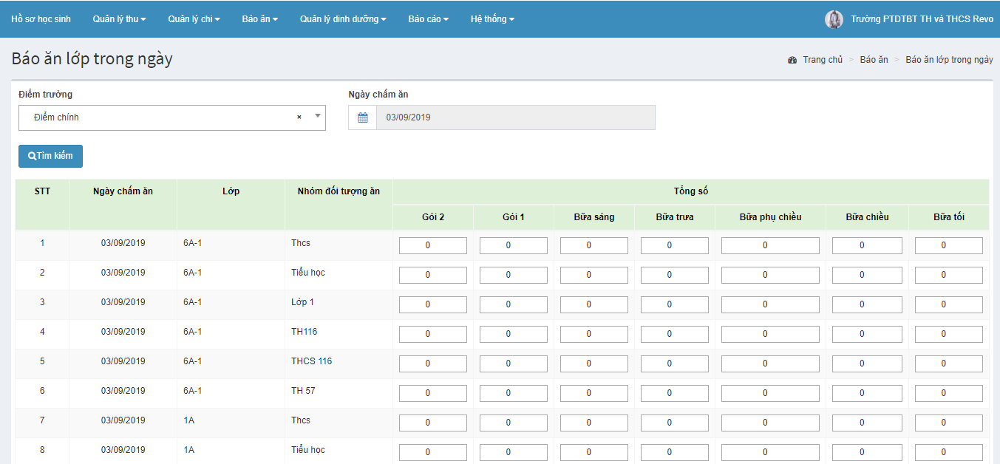 Hồ sơ học sinh Quản lý thu Quản lý chi Báo ăn Quản lý dinh dưỡng Báo cáo Hệ thống Trường PTDTBT TH và THCS Revo
Báo ăn lớp trong ngày Trang chủ > Báo ăn > Báo ăn lớp trong ngày
Điểm trường Ngày chấm ăn
Điểm chính × 03/09/2019
Tìm kiếm
STT Ngày chấm ăn Lớp Nhóm đối tượng ăn Tổng số
Gói 2 Gói 1 Bữa sáng Bữa trưa Bữa phụ chiều Bữa chiều Bữa tối
1 03/09/2019 6A-1 Thcs 0 0 0 0 0 0 0
2 03/09/2019 6A-1 Tiểu học 0 0 0 0 0 0 0
3 03/09/2019 6A-1 Lớp 1 0 0 0 0 0 0 0
4 03/09/2019 6A-1 TH116 0 0 0 0 0 0 0
5 03/09/2019 6A-1 THCS 116 0 0 0 0 0 0 0
6 03/09/2019 6A-1 TH 57 0 0 0 0 0 0 0
7 03/09/2019 1A Thcs 0 0 0 0 0 0 0
8 03/09/2019 1A Tiểu học 0 0 0 0 0 0 0